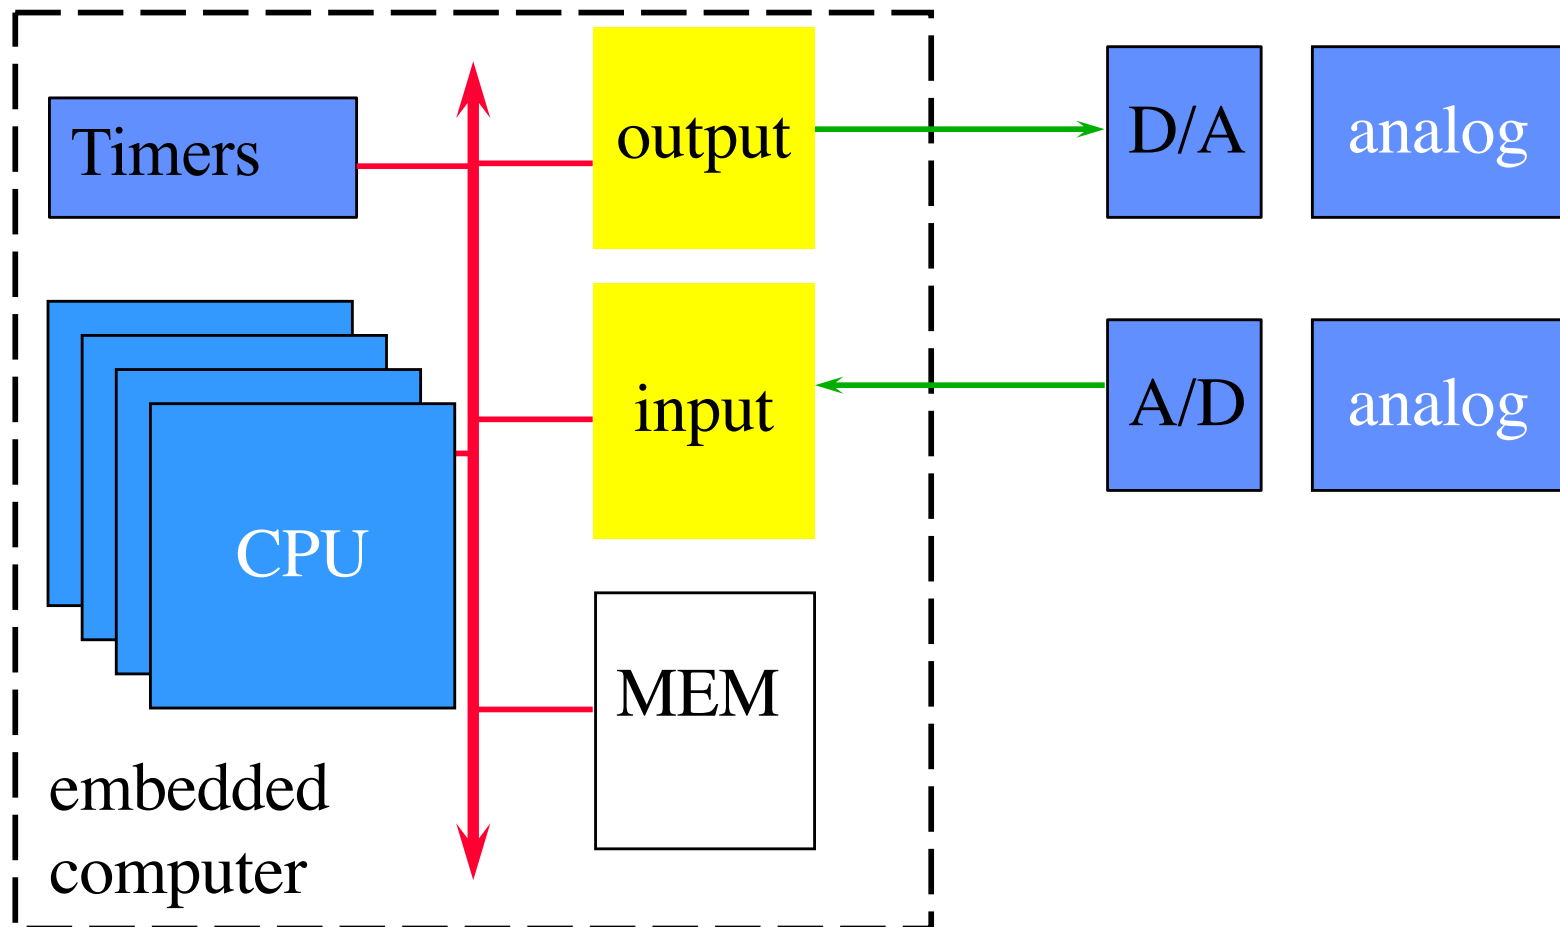 Timers
output
D/A
analog
input
A/D
analog
CPU
MEM
embedded
computer